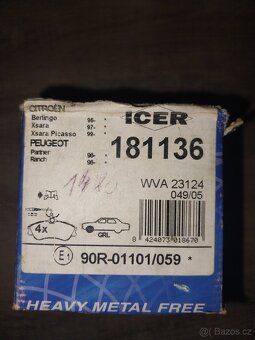 CITROËN
Berlingo 96-
Xsara 97-
Xsara Picasso 99-
PEUGEOT
Partner 96-
Ranch 96-
ICER
181136
WVA 23124
049/05
4x
GRL
8 424073 018670
E1 90R-01101/059 *
HEAVY METAL FREE
Bazos.cz